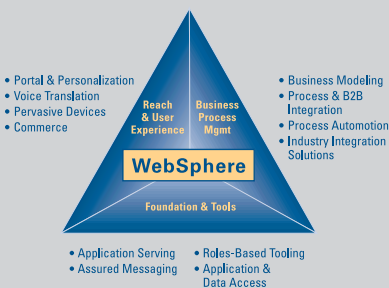 • Portal & Personalization
• Voice Translation
• Pervasive Devices
• Commerce
Reach
& User
Experience
Business
Process
Mgmt
• Business Modeling
• Process & B2B
Integration
• Process Automation
• Industry Integration
Solutions
WebSphere
Foundation & Tools
• Application Serving
• Assured Messaging
• Roles-Based Tooling
• Application &
Data Access